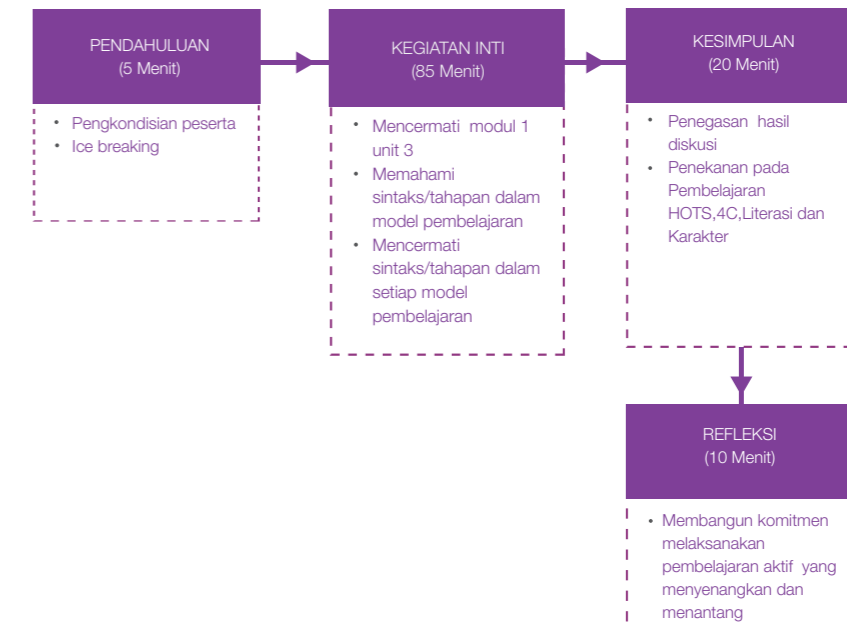 PENDAHULUAN
(5 Menit)
• Pengkondisian peserta
• Ice breaking
KEGIATAN INTI
(85 Menit)
• Mencermati modul 1
unit 3
• Memahami
sintaks/tahapan dalam
model pembelajaran
• Mencermati
sintaks/tahapan dalam
setiap model
pembelajaran
KESIMPULAN
(20 Menit)
• Penegasan hasil
diskusi
• Penekanan pada
Pembelajaran
HOTS,4C,Literasi dan
Karakter
REFLEKSI
(10 Menit)
• Membangun komitmen
melaksanakan
pembelajaran aktif yang
menyenangkan dan
menantang